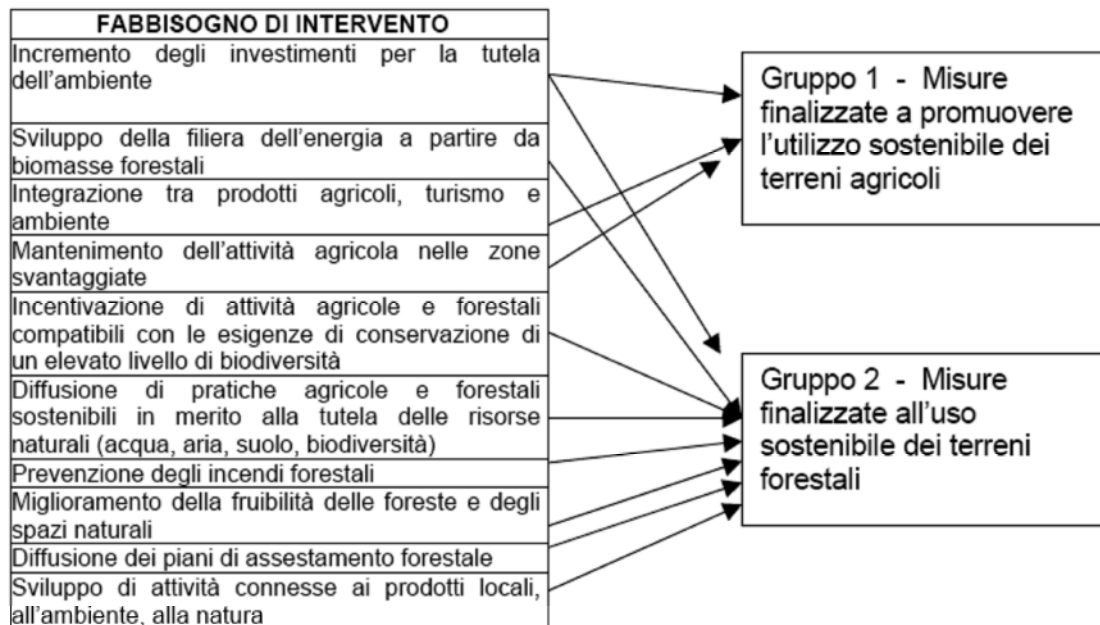 FABBISOGNO DI INTERVENTO
Incremento degli investimenti per la tutela
dell'ambiente
Sviluppo della filiera dell'energia a partire da
biomasse forestali
Integrazione tra prodotti agricoli, turismo e
ambiente
Mantenimento dell'attività agricola nelle zone
svantaggiate
Incentivazione di attività agricole e forestali
compatibili con le esigenze di conservazione di
un elevato livello di biodiversità
Diffusione di pratiche agricole e forestali
sostenibili in merito alla tutela delle risorse
naturali (acqua, aria, suolo, biodiversità)
Prevenzione degli incendi forestali
Miglioramento della fruibilità delle foreste e degli
spazi naturali
Diffusione dei piani di assestamento forestale
Sviluppo di attività connesse ai prodotti locali,
all'ambiente, alla natura
Gruppo 1 - Misure
finalizzate a promuovere
l'utilizzo sostenibile dei
terreni agricoli
Gruppo 2 - Misure
finalizzate all'uso
sostenibile dei terreni
forestali